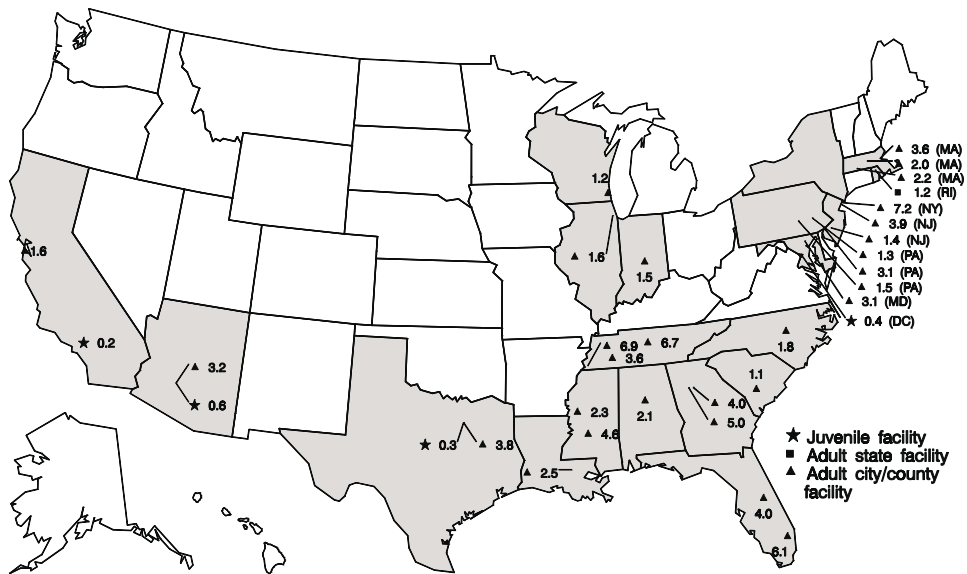 3.6 (MA)
2.0 (MA)
2.2 (MA)
1.2 (RI)
7.2 (NY)
3.9 (NJ)
1.4 (NJ)
1.3 (PA)
3.1 (PA)
1.5 (PA)
3.1 (MD)
0.4 (DC)
1.2
1.6
1.6
1.5
0.2
6.9
6.7
3.6
1.8
3.2
0.6
1.1
2.3
2.1
4.0
4.6
5.0
0.3
3.8
2.5
4.0
6.1
Juvenile facility
Adult state facility
Adult city/county
facility